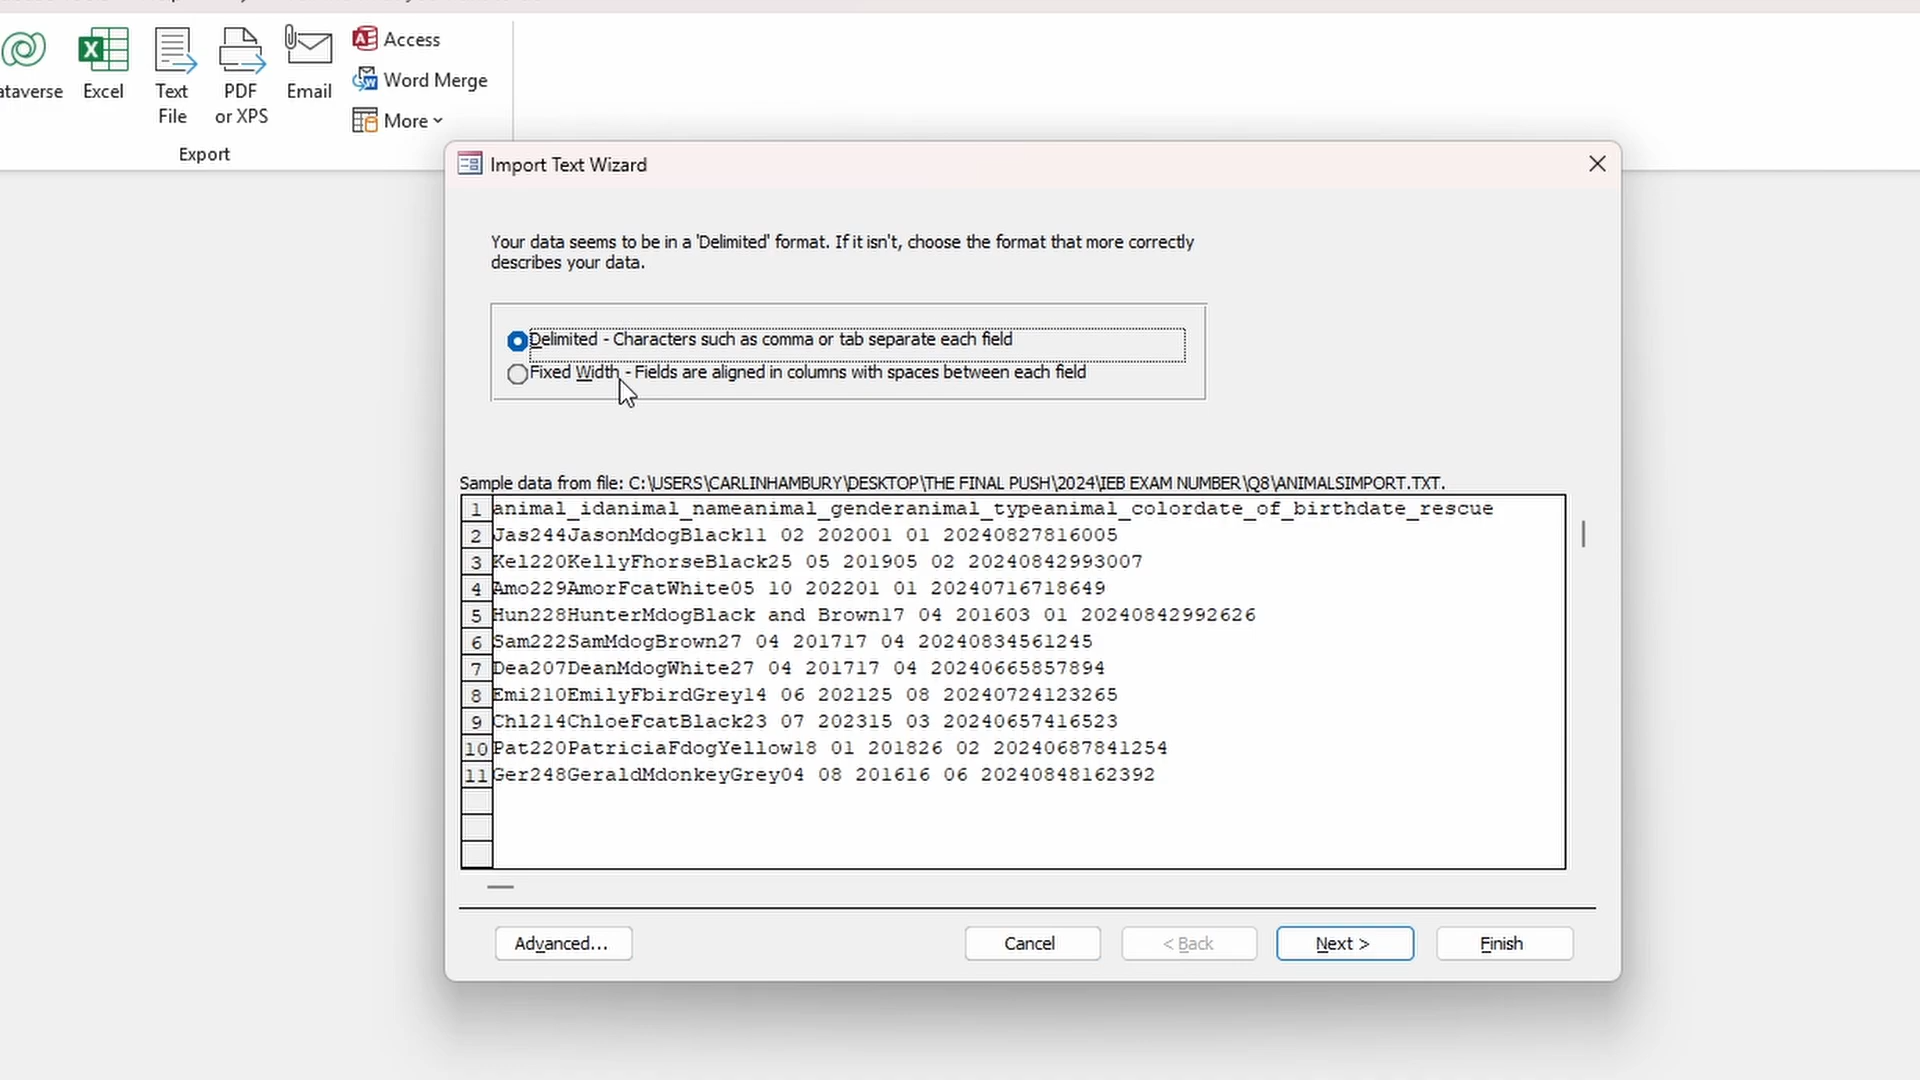 ataverse
Excel
Text
File
PDF
or XPS
Email
Access
Word Merge
More
Export
Import Text Wizard
Your data seems to be in a 'Delimited' format. If it isn't, choose the format that more correctly
describes your data.
Delimited - Characters such as comma or tab separate each field
Fixed Width - Fields are aligned in columns with spaces between each field
Sample data from file: C:\USERS\CARLINHAMBURY\DESKTOP\THE FINAL PUSH\2024\IEB EXAM NUMBER\Q8\ANIMALSIMPORT.TXT.
1 animal_idanimal_nameanimal_genderanimal_typeanimal_colordate_of_birthdate_rescue
2 Jas244JasonMdogBlack11 02 202001 01 20240827816005
3 Kel220KellyFhorseBlack25 05 201905 02 20240842993007
4 Amo229AmorFcatWhite05 10 202201 01 20240716718649
5 Hun228HunterMdogBlack and Brown17 04 201603 01 20240842992626
6 Sam222SamMdogBrown27 04 201717 04 20240834561245
7 Dea207DeanMdogWhite27 04 201717 04 20240665857894
8 Emi210EmilyFbirdGrey14 06 202125 08 20240724123265
9 Chl214ChloeFcatBlack23 07 202315 03 20240657416523
10 Pat220PatriciaFdogYellow18 01 201826 02 20240687841254
11 Ger248GeraldMdonkeyGrey04 08 201616 06 20240848162392
Advanced...
Cancel
< Back
Next >
Finish